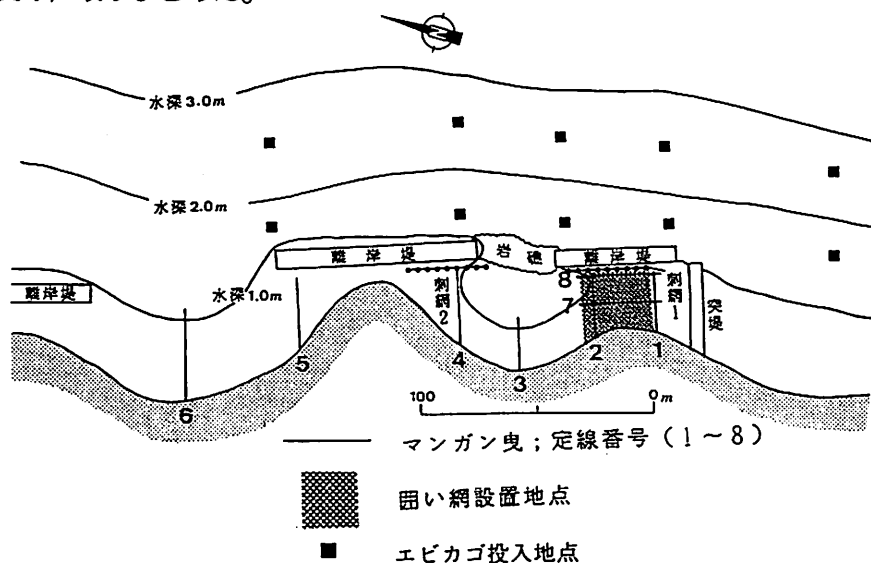 N
水深3.0m
水深2.0m
離岸堤
岩礁
離岸堤
離岸堤
水深1.0m
刺網2
8
7
刺網1
突堤
6
5
4
3
2
1
100
0m
マンガン曳；定線番号（1～8）
囲い網設置地点
エビカゴ投入地点